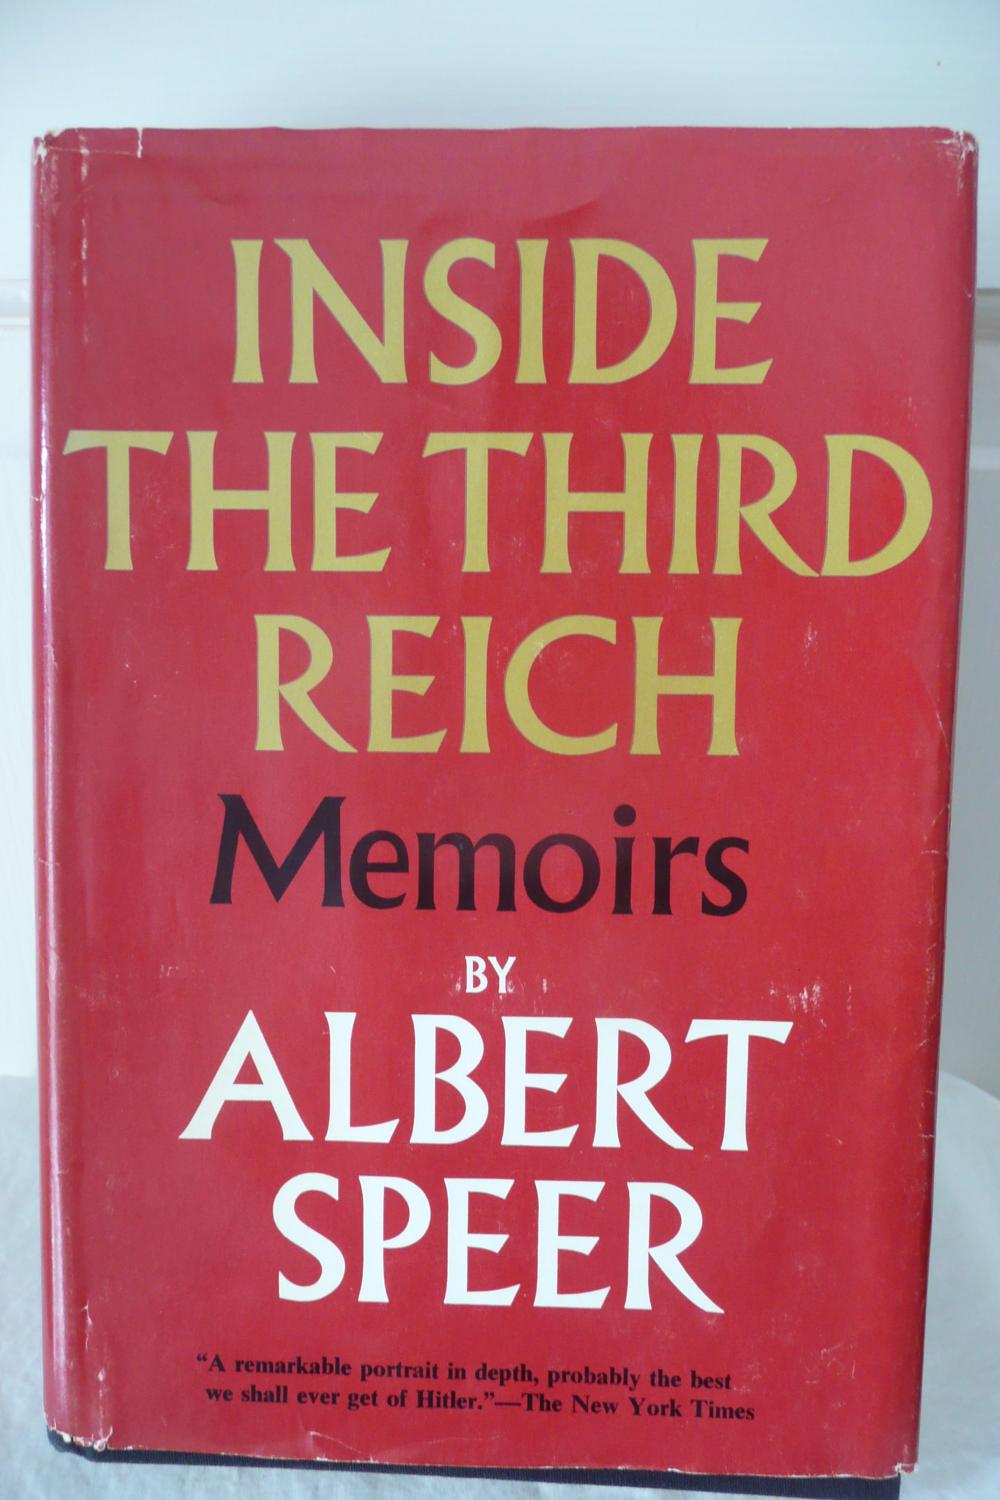 INSIDE
THE THIRD
REICH
Memoirs
BY
ALBERT
SPEER
“A remarkable portrait in depth, probably the best
we shall ever get of Hitler.”—The New York Times